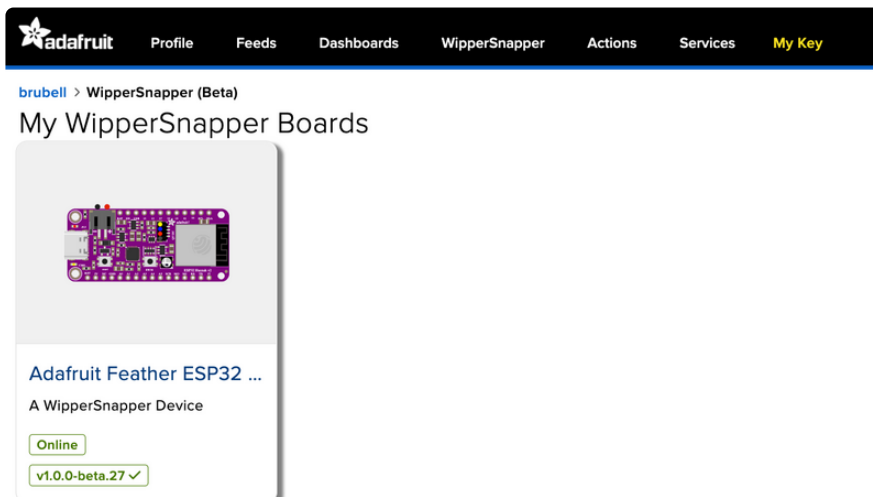 adafruit Profile Feeds Dashboards WipperSnapper Actions Services My Key
brubell > WipperSnapper (Beta)
My WipperSnapper Boards
Adafruit Feather ESP32 ...
A WipperSnapper Device
Online
v1.0.0-beta.27 ✓